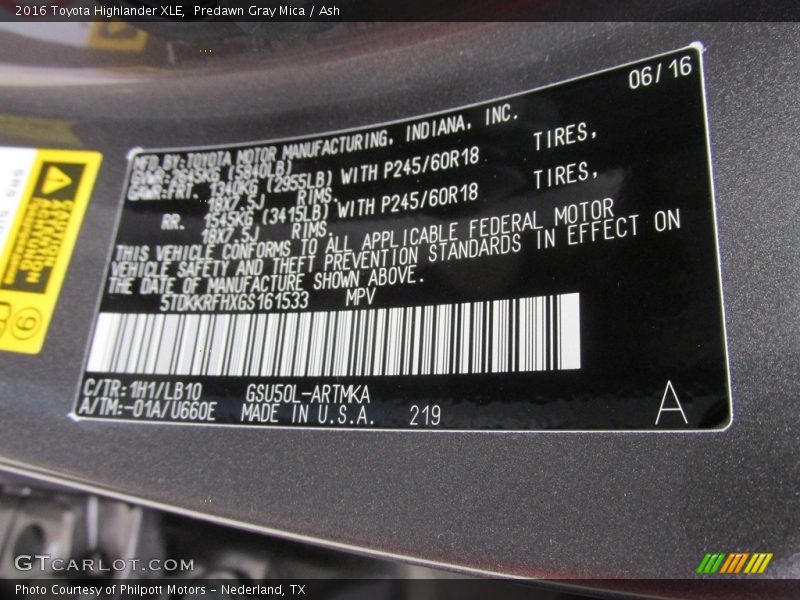 2016 Toyota Highlander XLE, Predawn Gray Mica / Ash
06/16
MFD BY:TOYOTA MOTOR MANUFACTURING, INDIANA, INC.
GVWR:2645KG (5840LB)
GAWR:FRT. 1340KG (2955LB) WITH P245/60R18 TIRES,
18X7.5J RIMS.
RR. 1545KG (3415LB) WITH P245/60R18 TIRES,
18X7.5J RIMS.
THIS VEHICLE CONFORMS TO ALL APPLICABLE FEDERAL MOTOR
VEHICLE SAFETY AND THEFT PREVENTION STANDARDS IN EFFECT ON
THE DATE OF MANUFACTURE SHOWN ABOVE.
5TDKKRFHXGS161533 MPV
C/TR:1H1/LB10 GSU50L-ARTMKA
A/TM:-01A/U660E MADE IN U.S.A. 219
A
GTCARLOT.COM
Photo Courtesy of Philpott Motors - Nederland, TX